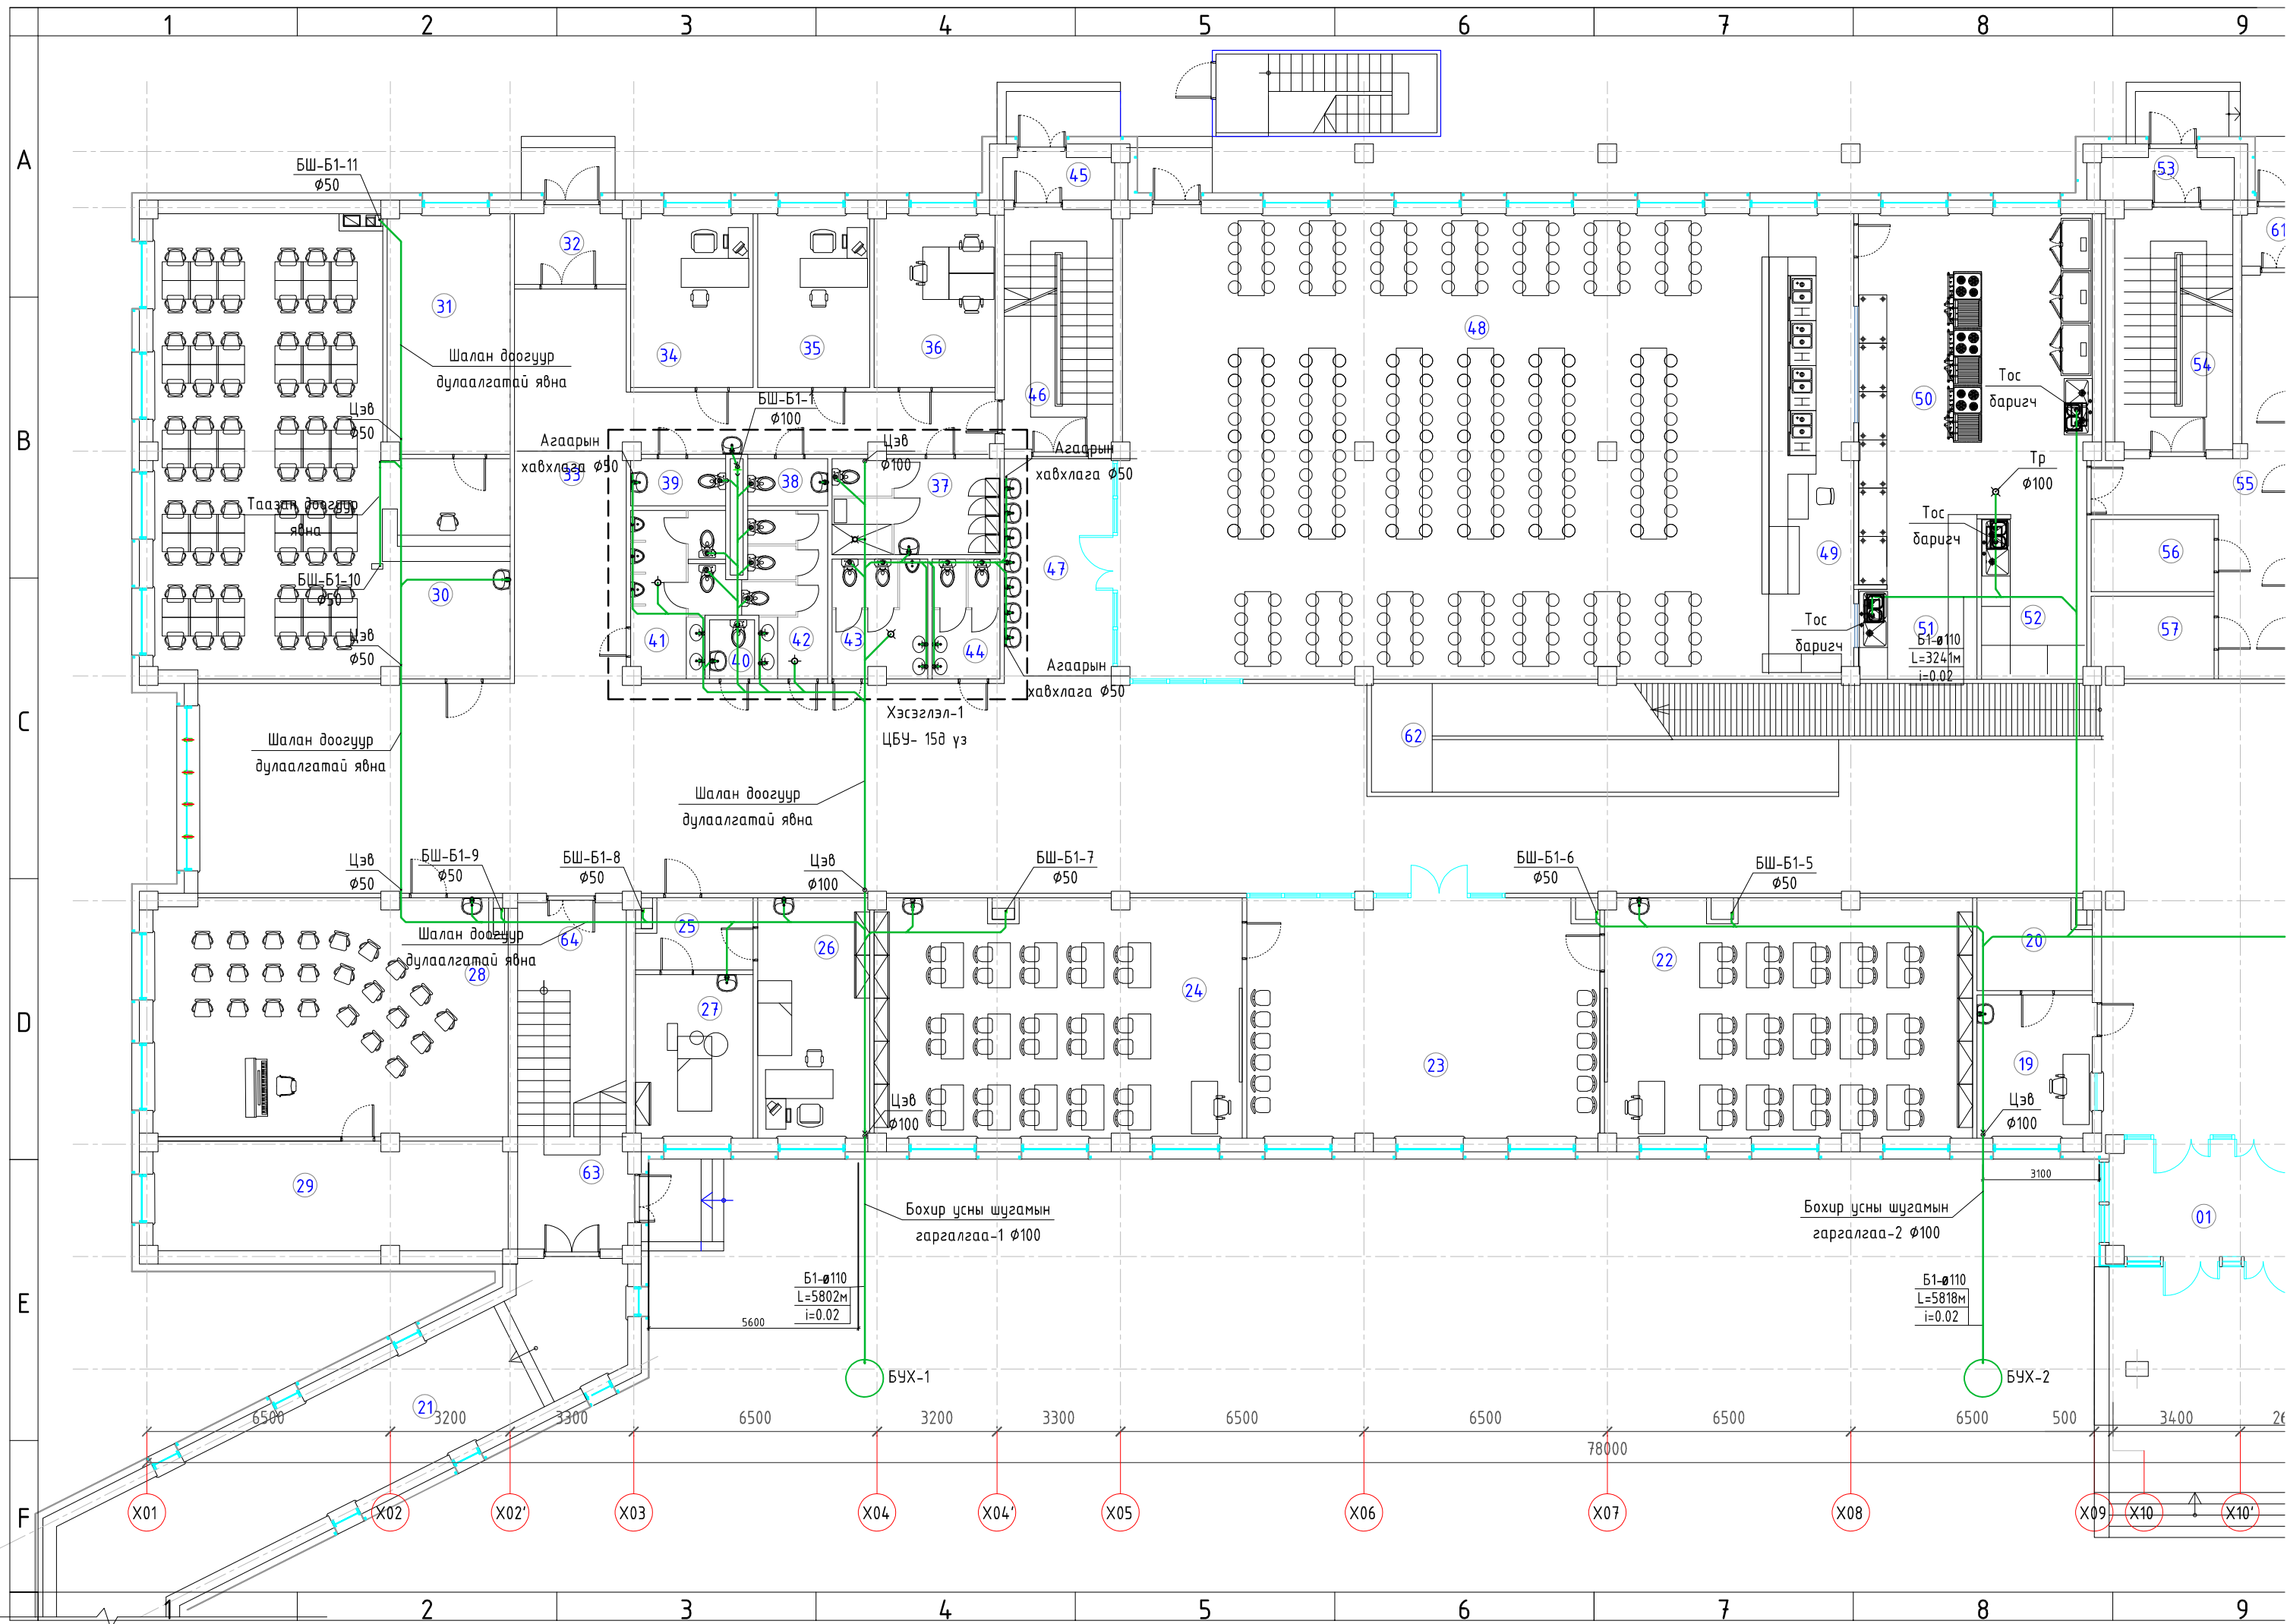 1 2 3 4 5 6 7 8 9
A
БШ-Б1-11
ф50
45
53
32
61
31
34
35
36
48
Шалан доогуур
дулаалгатай явна
46
50
54
Тос
баригч
БШ-Б1-1
ф100
B
Цэв
ф50
Агаарын
хавхлага ф50
33
39
38
Цэв
ф100
37
Агаарын
хавхлага ф50
Тр
ф100
55
Таазан доогуур
явна
Тос
баригч
49
56
47
БШ-Б1-10
ф50
30
Цэв
ф50
41
40
42
43
44
Тос
баригч
51
52
57
Б1-ø110
L=3241м
i=0.02
Агаарын
хавхлага ф50
C
Хэсэглэл-1
ЦБУ- 15д үз
62
Шалан доогуур
дулаалгатай явна
Шалан доогуур
дулаалгатай явна
Цэв
ф50
БШ-Б1-9
ф50
БШ-Б1-8
ф50
Цэв
ф100
БШ-Б1-7
ф50
БШ-Б1-6
ф50
БШ-Б1-5
ф50
Шалан доогуур
дулаалгатай явна
64
25
26
28
27
24
23
22
20
19
D
Цэв
ф100
Цэв
ф100
29
63
3100
01
Бохир усны шугамын
гаргалгаа-1 ф100
Бохир усны шугамын
гаргалгаа-2 ф100
E
Б1-ø110
L=5802м
i=0.02
5600
Б1-ø110
L=5818м
i=0.02
БУХ-1
БУХ-2
21
6500 3200 3300 6500 3200 3300 6500 6500 6500 6500 500 3400
78000
F
X01 X02 X02' X03 X04 X04' X05 X06 X07 X08 X09 X10 X10'
1 2 3 4 5 6 7 8 9